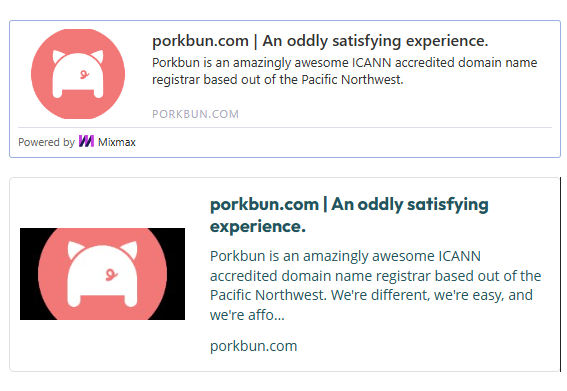 porkbun.com | An oddly satisfying experience.
Porkbun is an amazingly awesome ICANN accredited domain name
registrar based out of the Pacific Northwest.
PORKBUN.COM
Powered by Mixmax
porkbun.com | An oddly satisfying
experience.
Porkbun is an amazingly awesome ICANN
accredited domain name registrar based out of the
Pacific Northwest. We're different, we're easy, and
we're affo...
porkbun.com